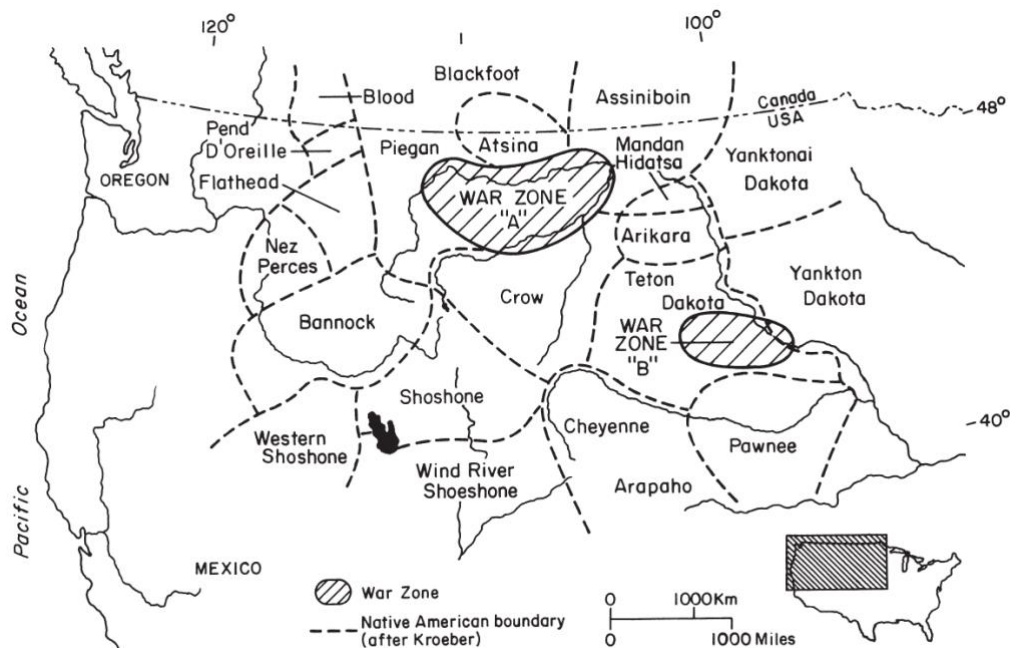 120°
100°
Blackfoot
Blood
Assiniboin
Canada
USA
48°
Pend
D'Oreille
Piegan
Atsina
Mandan
Hidatsa
Yanktonai
Dakota
OREGON
Flathead
WAR ZONE
"A"
Arikara
Nez
Perces
Teton
Dakota
Yankton
Dakota
Crow
Bannock
WAR
ZONE
"B"
Ocean
Shoshone
Western
Shoshone
Cheyenne
Pawnee
40°
Wind River
Shoeshone
Arapaho
Pacific
MEXICO
War Zone
Native American boundary
(after Kroeber)
0 1000 Km
0 1000 Miles